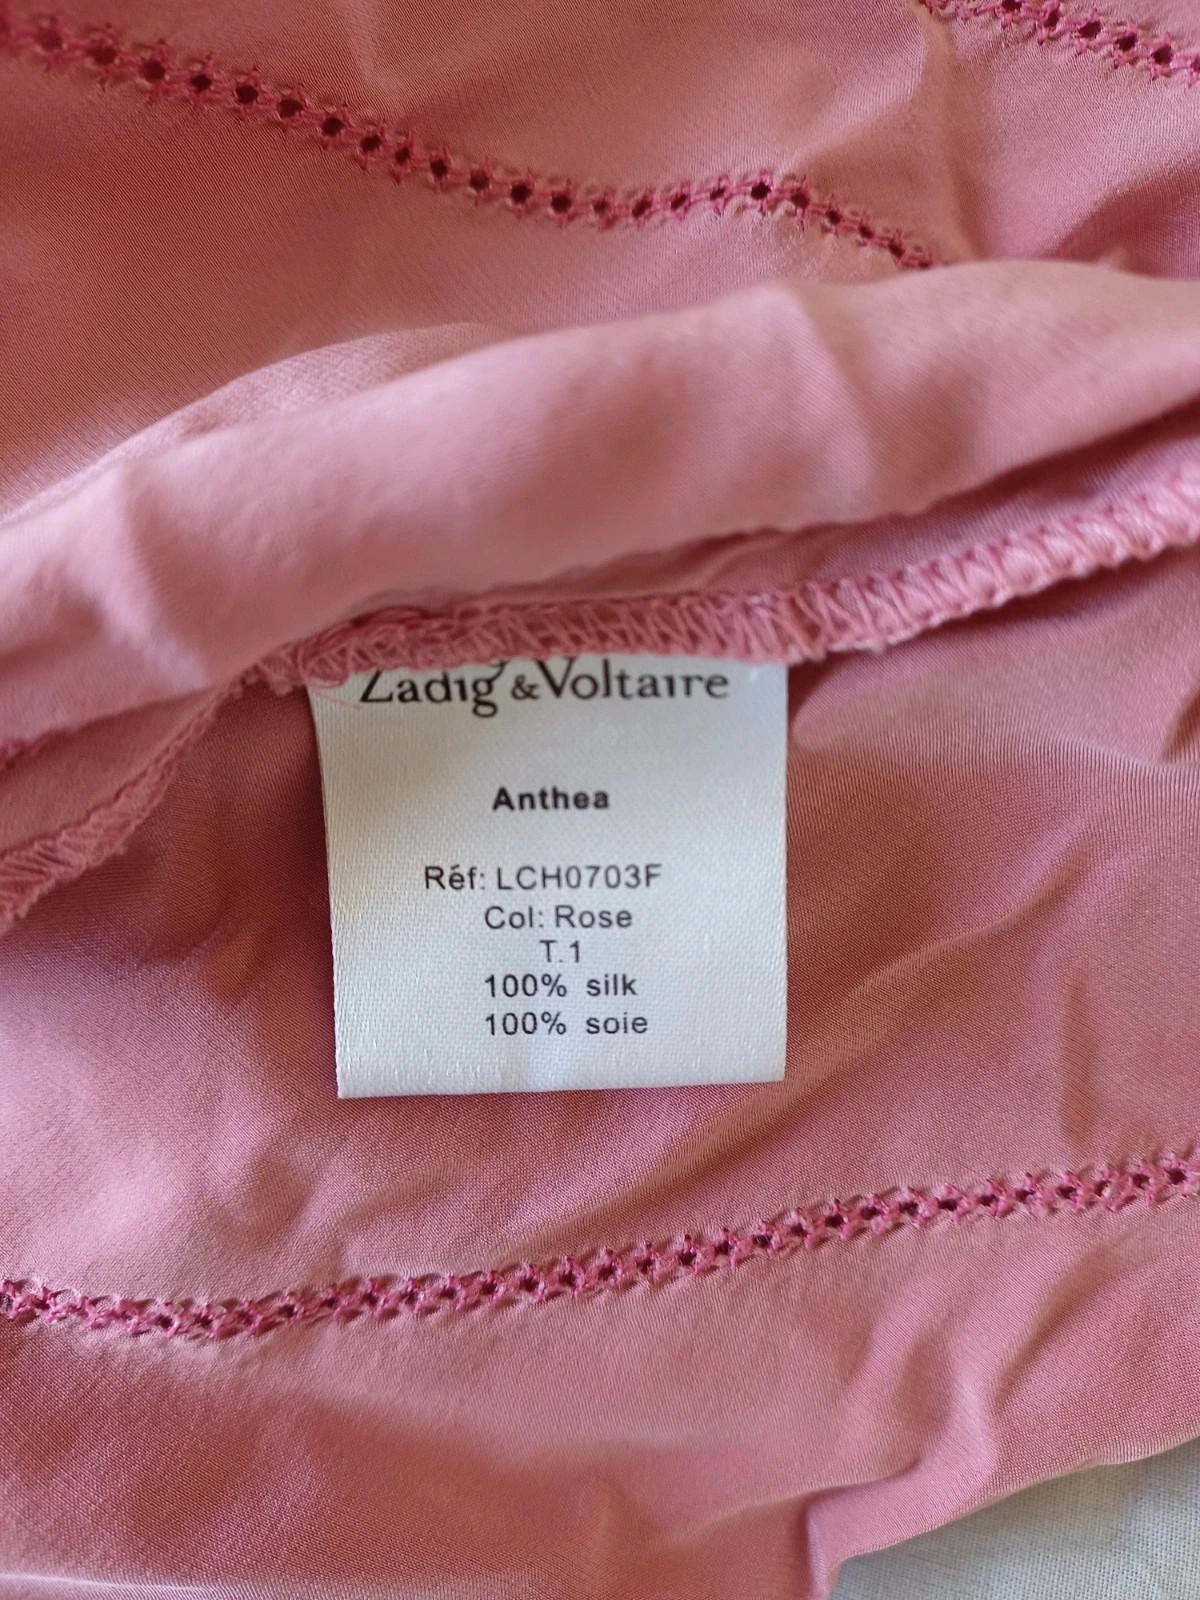 Zadig & Voltaire
Anthea
Réf: LCH0703F
Col: Rose
T.1
100% silk
100% soie